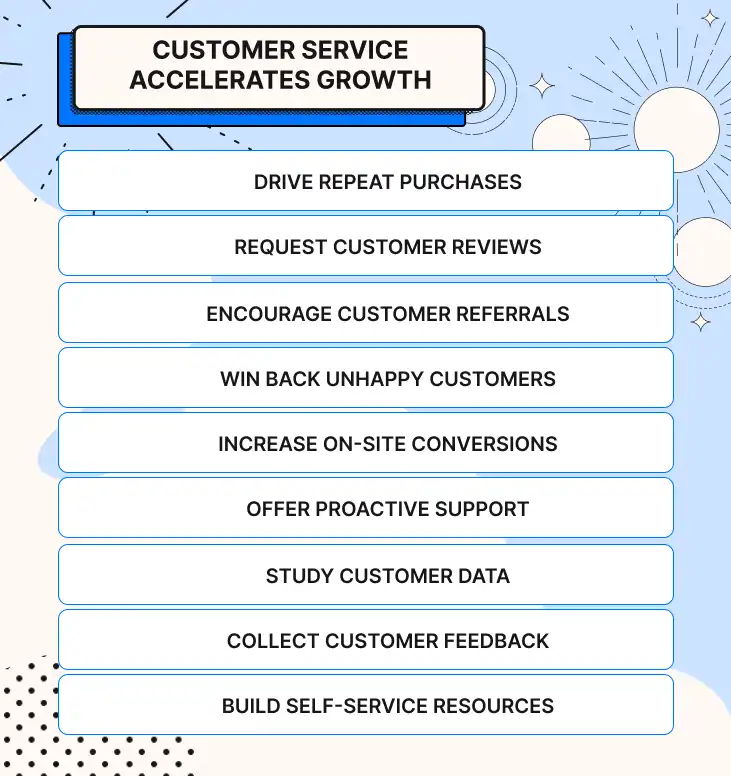 CUSTOMER SERVICE
ACCELERATES GROWTH
DRIVE REPEAT PURCHASES
REQUEST CUSTOMER REVIEWS
ENCOURAGE CUSTOMER REFERRALS
WIN BACK UNHAPPY CUSTOMERS
INCREASE ON-SITE CONVERSIONS
OFFER PROACTIVE SUPPORT
STUDY CUSTOMER DATA
COLLECT CUSTOMER FEEDBACK
BUILD SELF-SERVICE RESOURCES